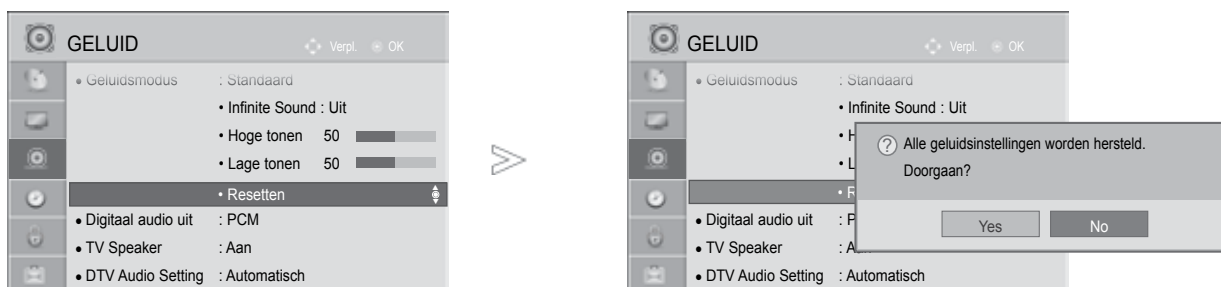 GELUID
Verpl. OK
• Geluidsmodus : Standaard
• Infinite Sound : Uit
• Hoge tonen 50
• Lage tonen 50
• Resetten
• Digitaal audio uit : PCM
• TV Speaker : Aan
• DTV Audio Setting : Automatisch
>>
GELUID
Verpl. OK
• Geluidsmodus : Standaard
• Infinite Sound : Uit
• H
• L
• R
• Digitaal audio uit : P
• TV Speaker : A
• DTV Audio Setting : Automatisch
? Alle geluidsinstellingen worden hersteld.
Doorgaan?
Yes No